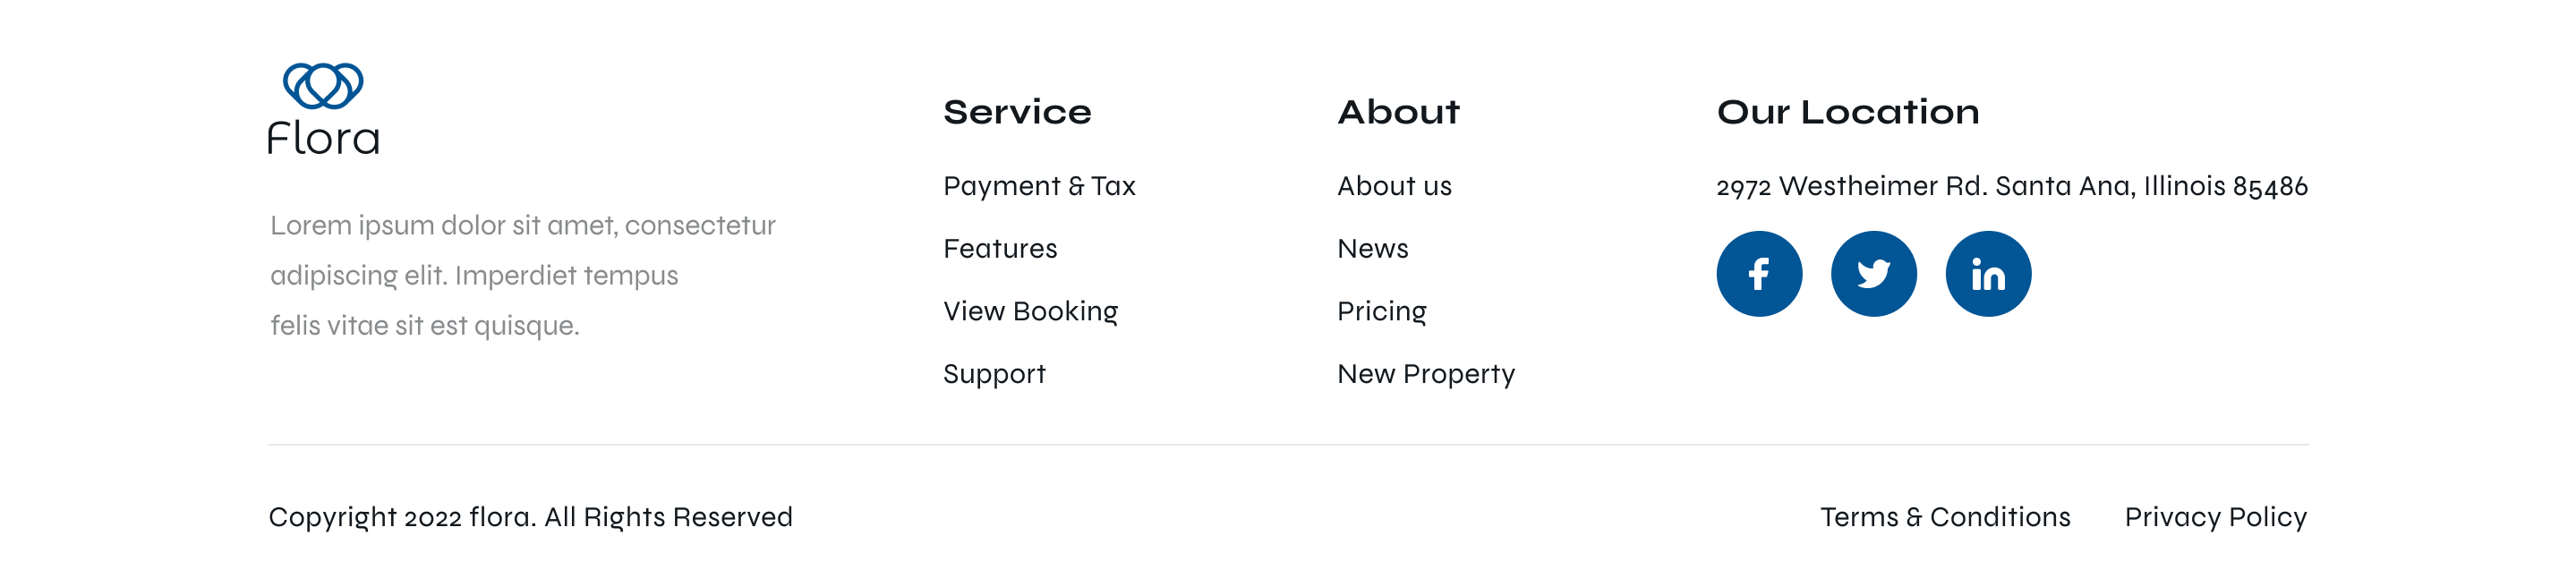 Flora
Lorem ipsum dolor sit amet, consectetur
adipiscing elit. Imperdiet tempus
felis vitae sit est quisque.
Service
Payment & Tax
Features
View Booking
Support
About
About us
News
Pricing
New Property
Our Location
2972 Westheimer Rd. Santa Ana, Illinois 85486
Copyright 2022 flora. All Rights Reserved
Terms & Conditions
Privacy Policy